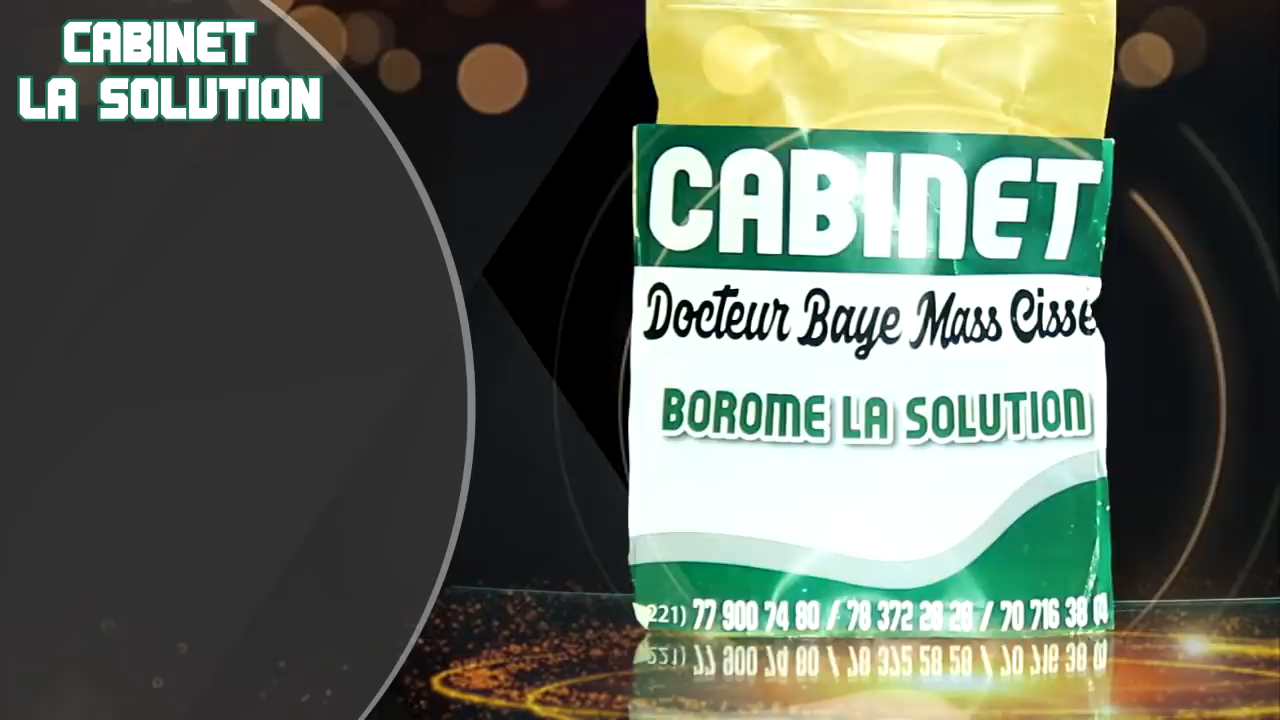 CABINET
LA SOLUTION
CABINET
Docteur Baye Mass Cissé
BOROME LA SOLUTION
221) 77 900 74 80 / 78 372 28 28 / 70 716 38